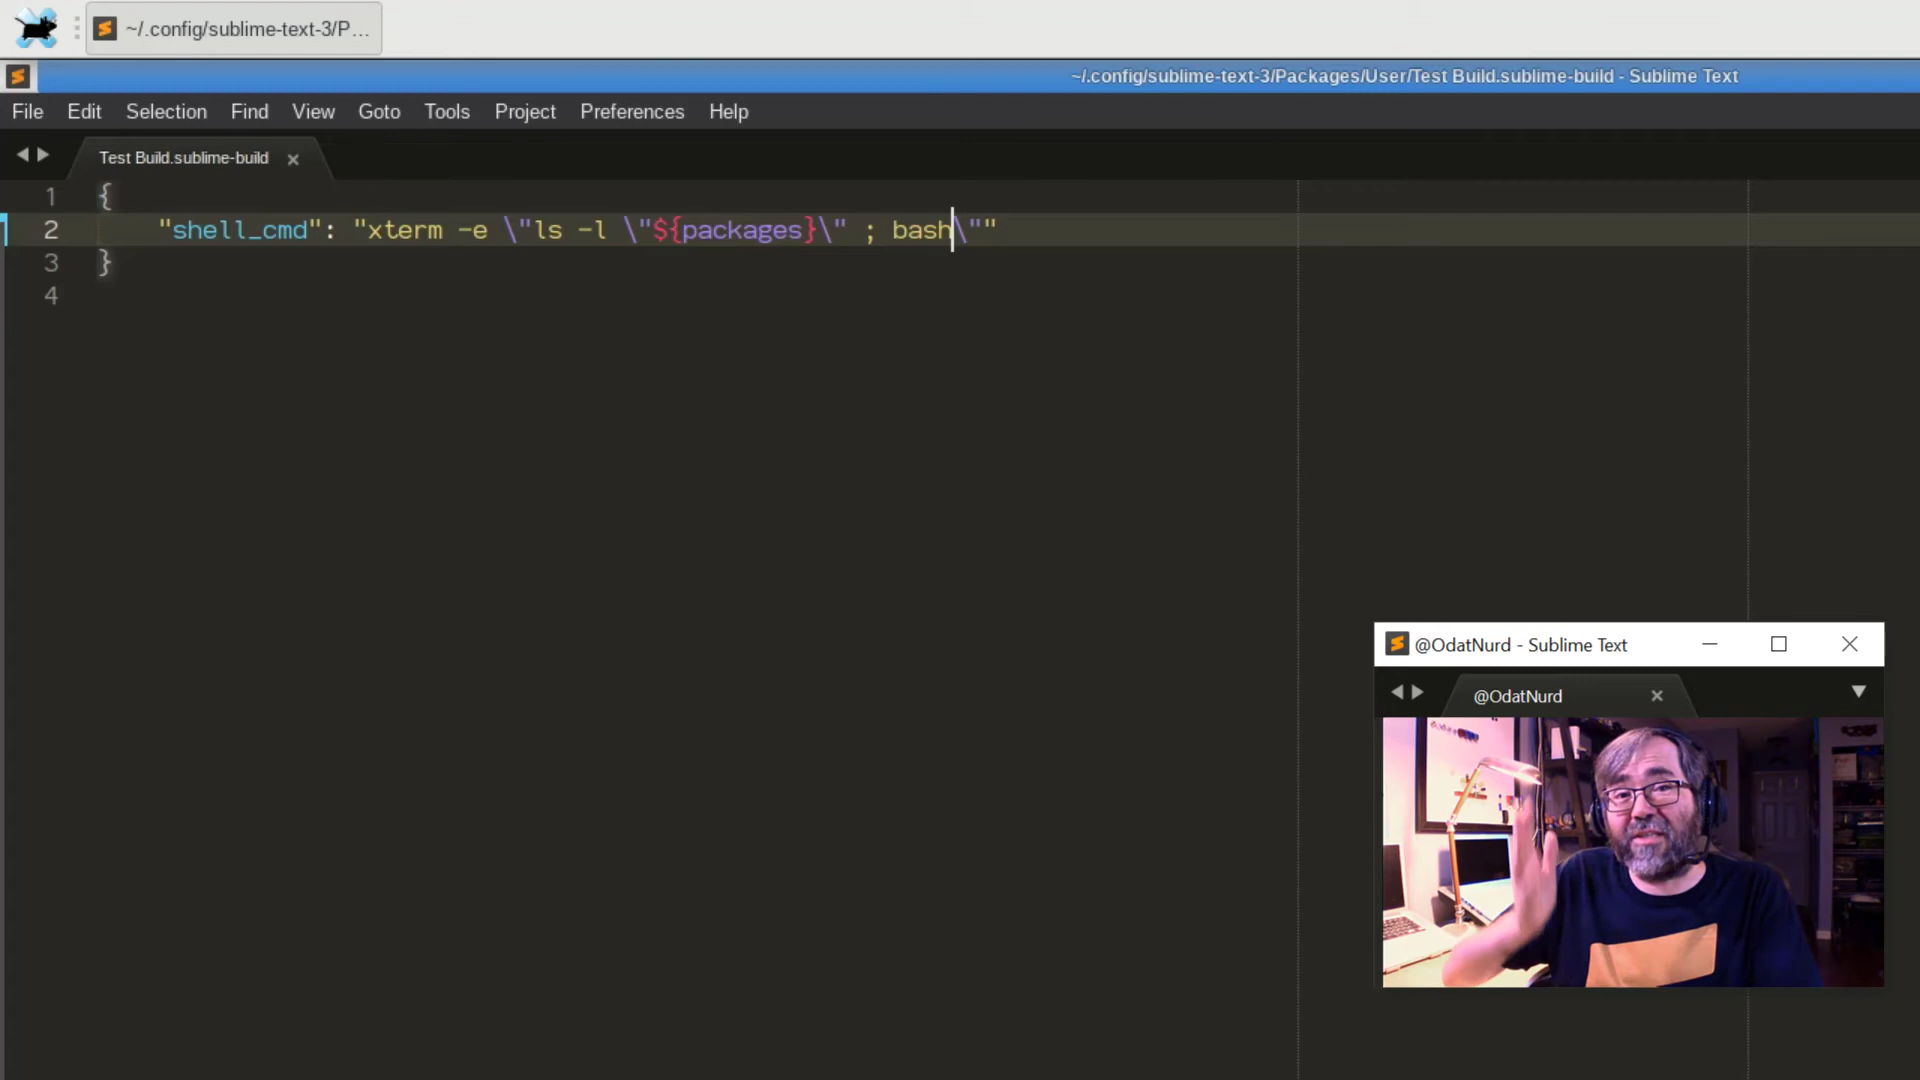 ~/.config/sublime-text-3/P...
~/.config/sublime-text-3/Packages/User/Test Build.sublime-build - Sublime Text
File Edit Selection Find View Goto Tools Project Preferences Help
Test Build.sublime-build
1 {
2 "shell_cmd": "xterm -e \"ls -l \"${packages}\" ; bash\""
3 }
4
@OdatNurd - Sublime Text
@OdatNurd